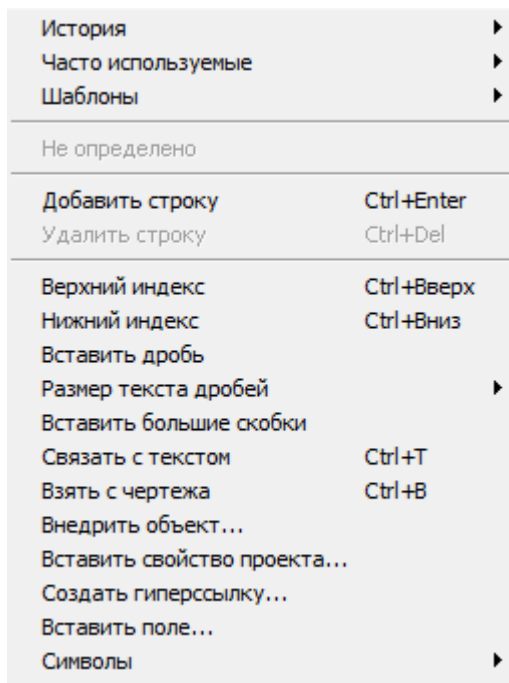 История
Часто используемые
Шаблоны
Не определено
Добавить строку Ctrl+Enter
Удалить строку Ctrl+Del
Верхний индекс Ctrl+Вверх
Нижний индекс Ctrl+Вниз
Вставить дробь
Размер текста дробей
Вставить большие скобки
Связать с текстом Ctrl+T
Взять с чертежа Ctrl+B
Внедрить объект...
Вставить свойство проекта...
Создать гиперссылку...
Вставить поле...
Символы